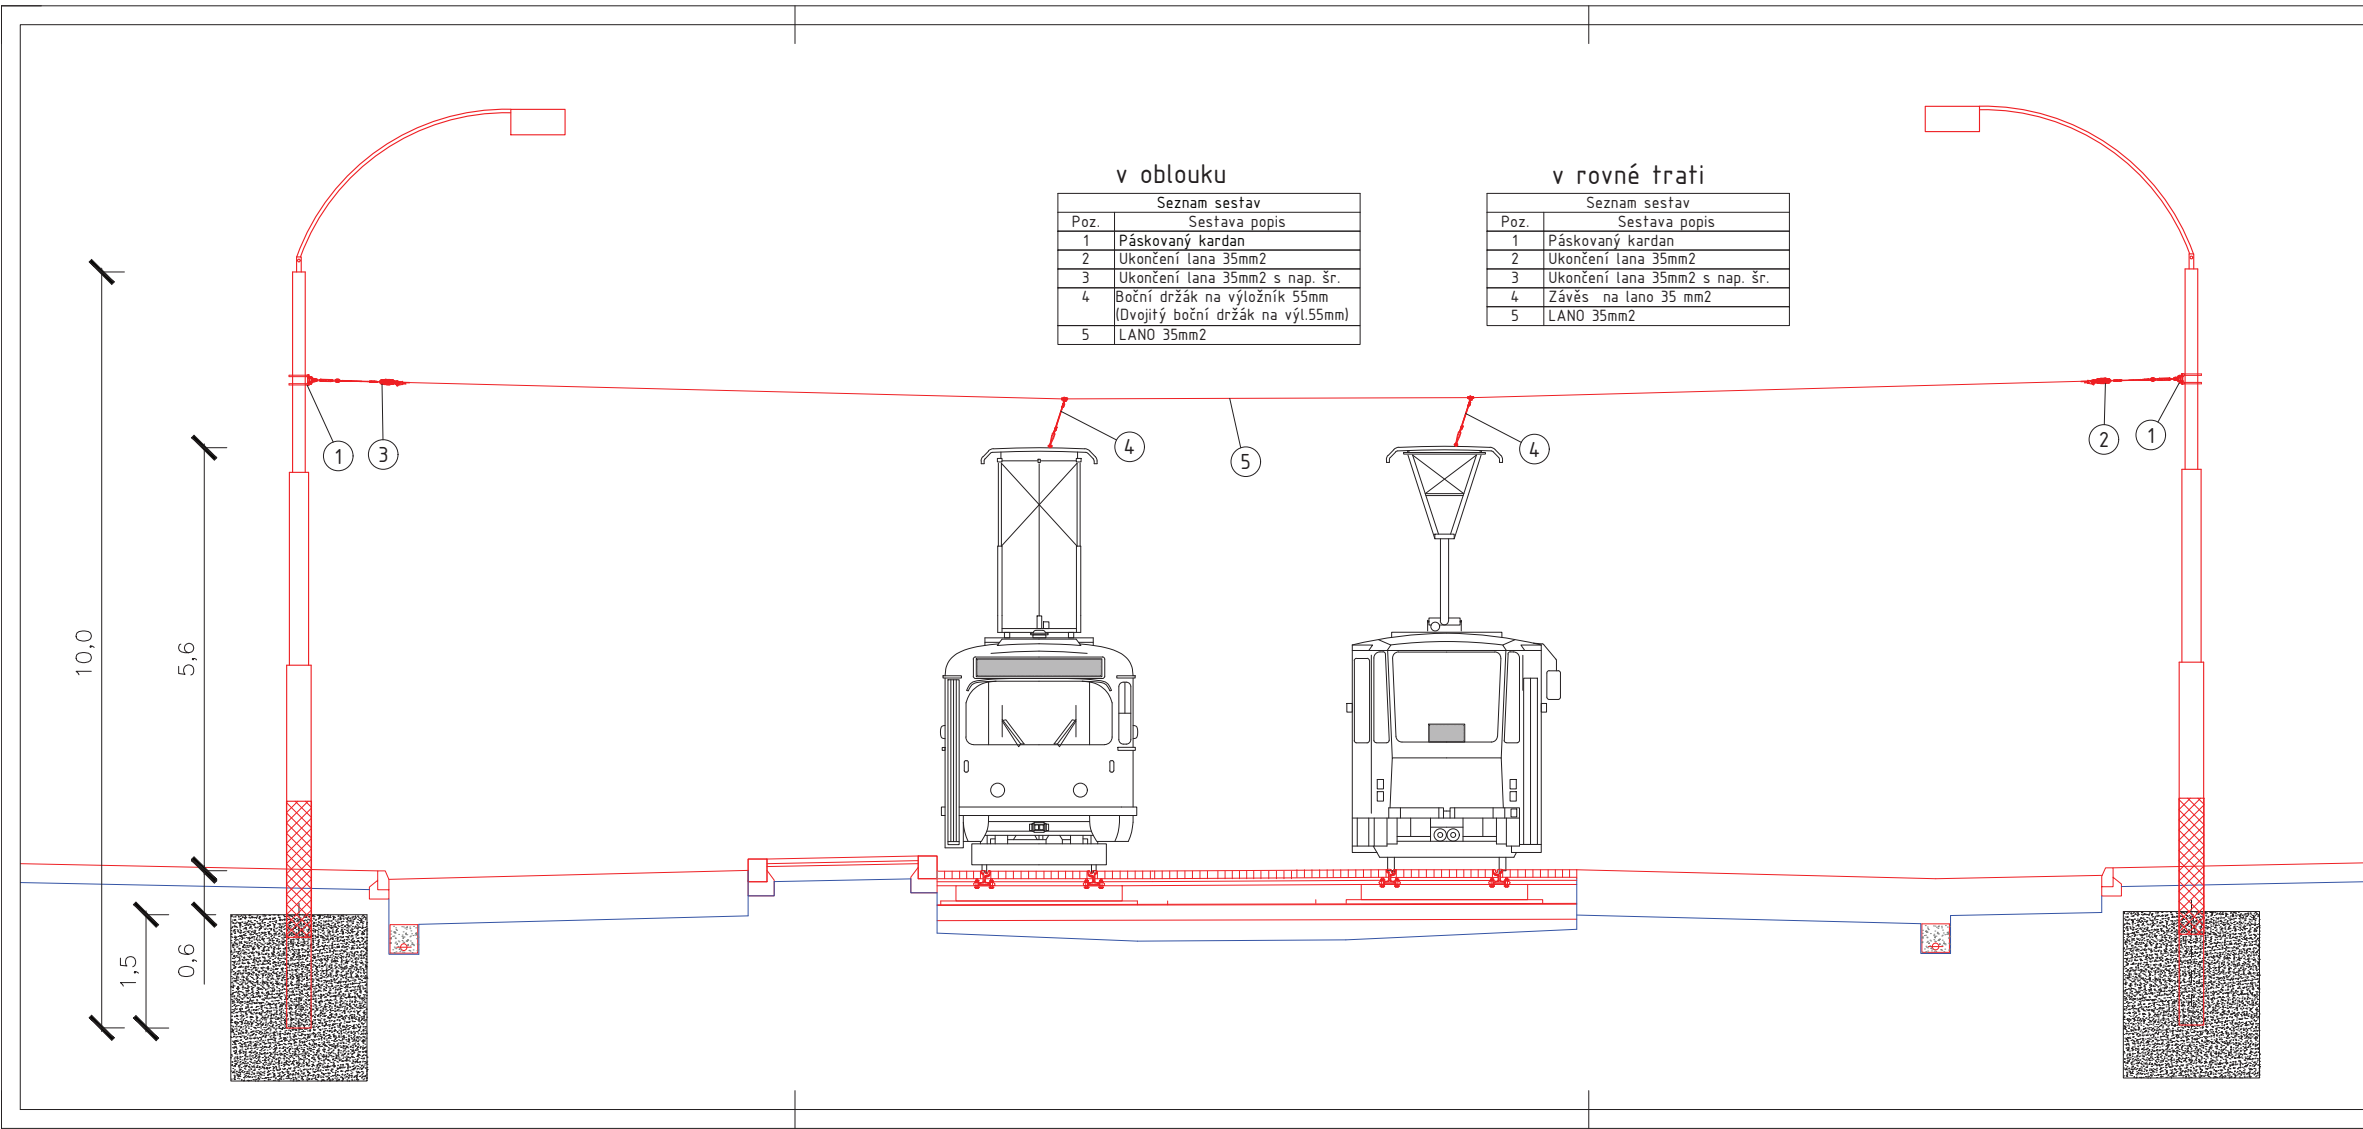 v oblouku
Seznam sestav
Poz. Sestava popis
1 Páskovaný kardan
2 Ukončení lana 35mm2
3 Ukončení lana 35mm2 s nap. šr.
4 Boční držák na výložník 55mm
(Dvojitý boční držák na výl.55mm)
5 LANO 35mm2
v rovné trati
Seznam sestav
Poz. Sestava popis
1 Páskovaný kardan
2 Ukončení lana 35mm2
3 Ukončení lana 35mm2 s nap. šr.
4 Závěs na lano 35 mm2
5 LANO 35mm2
1
3
4
5
4
2
1
10,0
5,6
1,5
0,6